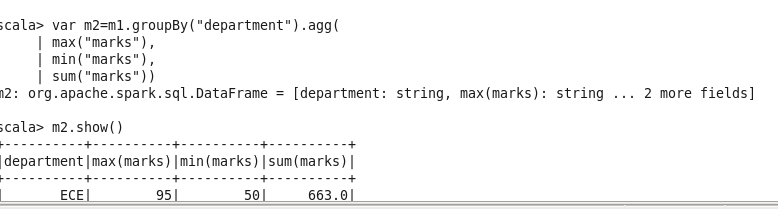 scala> var m2=m1.groupBy("department").agg(
     | max("marks"),
     | min("marks"),
     | sum("marks"))
m2: org.apache.spark.sql.DataFrame = [department: string, max(marks): string ... 2 more fields]
scala> m2.show()
+----------+----------+----------+----------+
|department|max(marks)|min(marks)|sum(marks)|
+----------+----------+----------+----------+
|       ECE|        95|        50|     663.0|